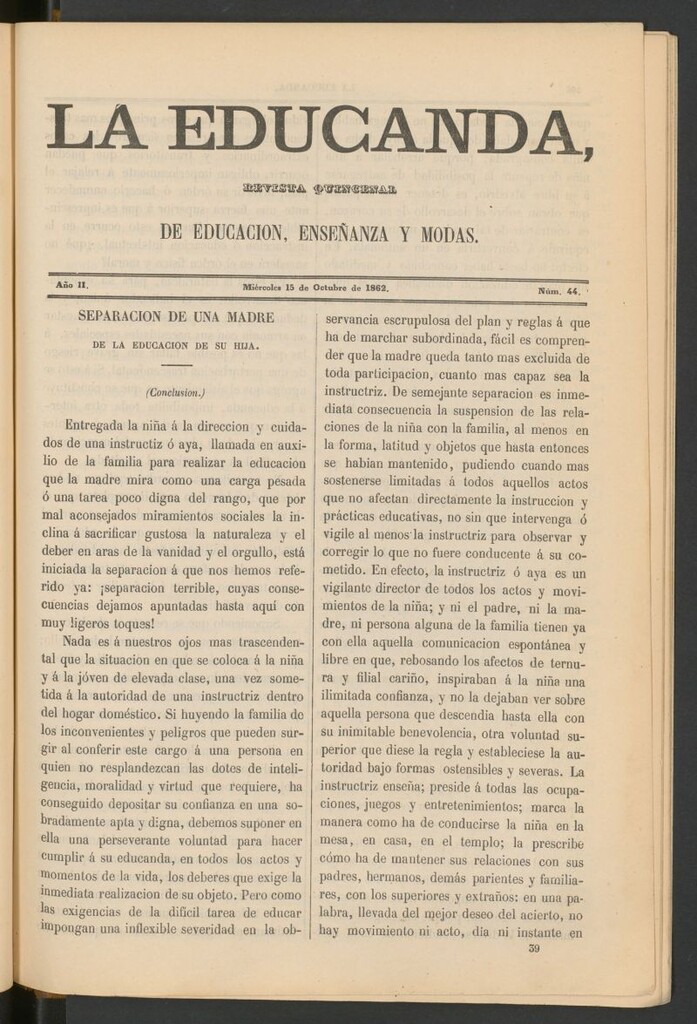 LA EDUCANDA,
REVISTA QUINCENAL
DE EDUCACION, ENSEÑANZA Y MODAS.
Año II. Miércoles 15 de Octubre de 1862. Núm. 44.
SEPARACION DE UNA MADRE
DE LA EDUCACION DE SU HIJA.
(Conclusion.)
Entregada la niña á la direccion y cuida-
dos de una instructiz ó aya, llamada en auxi-
lio de la familia para realizar la educacion
que la madre mira como una carga pesada
ó una tarea poco digna del rango, que por
mal aconsejados miramientos sociales la in-
clina á sacrificar gustosa la naturaleza y el
deber en aras de la vanidad y el orgullo, está
iniciada la separacion á que nos hemos refe-
rido ya: ¡separacion terrible, cuyas conse-
cuencias dejamos apuntadas hasta aquí con
muy ligeros toques!
Nada es á nuestros ojos mas trascenden-
tal que la situacion en que se coloca á la niña
y á la jóven de elevada clase, una vez some-
tida á la autoridad de una instructriz dentro
del hogar doméstico. Si huyendo la familia de
los inconvenientes y peligros que pueden sur-
gir al conferir este cargo á una persona en
quien no resplandezcan las dotes de inteli-
gencia, moralidad y virtud que requiere, ha
conseguido depositar su confianza en una so-
bradamente apta y digna, debemos suponer en
ella una perseverante voluntad para hacer
cumplir á su educanda, en todos los actos y
momentos de la vida, los deberes que exige la
inmediata realizacion de su objeto. Pero como
las exigencias de la difícil tarea de educar
impongan una inflexible severidad en la ob-
servancia escrupulosa del plan y reglas á que
ha de marchar subordinada, fácil es compren-
der que la madre queda tanto mas excluida de
toda participacion, cuanto mas capaz sea la
instructriz. De semejante separacion es inme-
diata consecuencia la suspension de las rela-
ciones de la niña con la familia, al menos en
la forma, latitud y objetos que hasta entonces
se habian mantenido, pudiendo cuando mas
sostenerse limitadas á todos aquellos actos
que no afectan directamente la instruccion y
prácticas educativas, no sin que intervenga ó
vigile al menos la instructriz para observar y
corregir lo que no fuere conducente á su co-
metido. En efecto, la instructriz ó aya es un
vigilante director de todos los actos y movi-
mientos de la niña; y ni el padre, ni la ma-
dre, ni persona alguna de la familia tienen ya
con ella aquella comunicacion espontánea y
libre en que, rebosando los afectos de ternu-
ra y filial cariño, inspiraban á la niña una
ilimitada confianza, y no la dejaban ver sobre
aquella persona que descendia hasta ella con
su inimitable benevolencia, otra voluntad su-
perior que diese la regla y estableciese la au-
toridad bajo formas ostensibles y severas. La
instructriz enseña; preside á todas las ocupa-
ciones, juegos y entretenimientos; marca la
manera como ha de conducirse la niña en la
mesa, en casa, en el templo; la prescribe
cómo ha de mantener sus relaciones con sus
padres, hermanos, demás parientes y familia-
res, con los superiores y extraños: en una pa-
labra, llevada del mejor deseo del acierto, no
hay movimiento ni acto, dia ni instante en
39